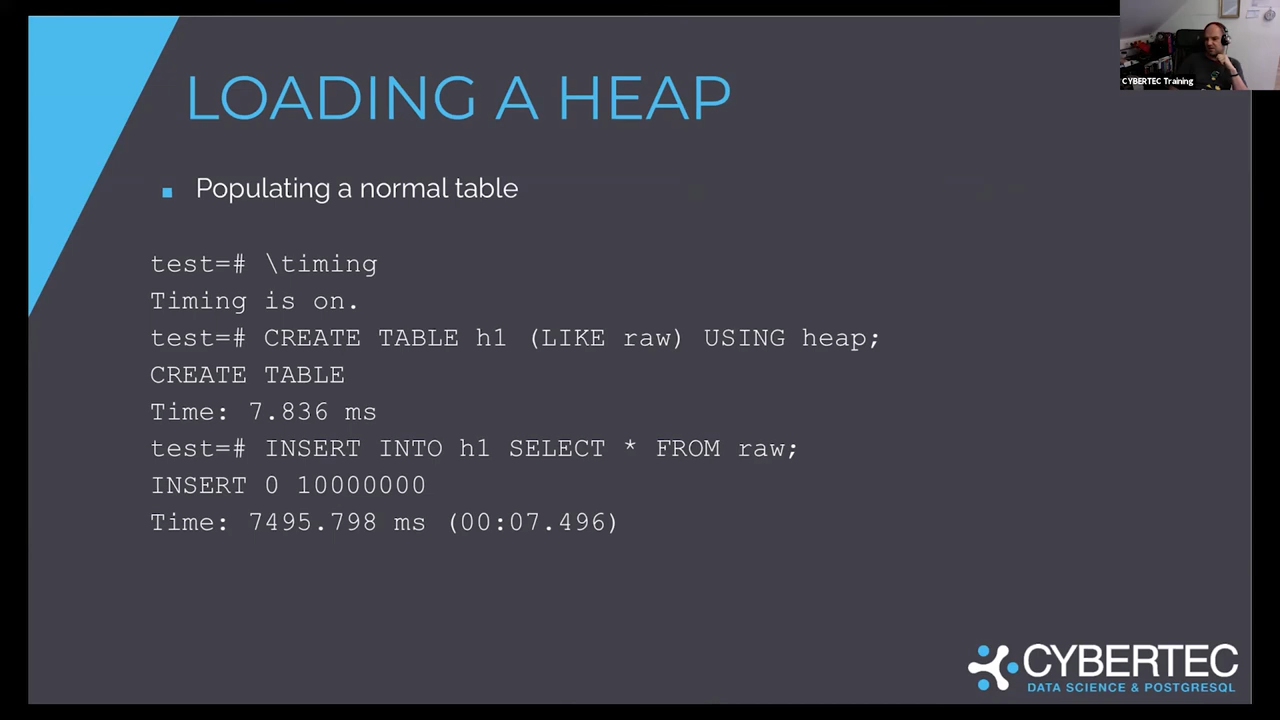 LOADING A HEAP
Populating a normal table
test=# \timing
Timing is on.
test=# CREATE TABLE h1 (LIKE raw) USING heap;
CREATE TABLE
Time: 7.836 ms
test=# INSERT INTO h1 SELECT * FROM raw;
INSERT 0 10000000
Time: 7495.798 ms (00:07.496)
CYBERTEC Training
CYBERTEC
DATA SCIENCE & POSTGRESQL